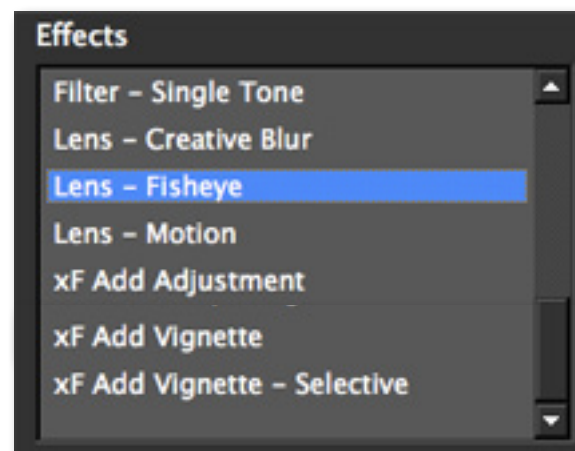 Effects
Filter – Single Tone
Lens – Creative Blur
Lens – Fisheye
Lens – Motion
xF Add Adjustment
xF Add Vignette
xF Add Vignette – Selective